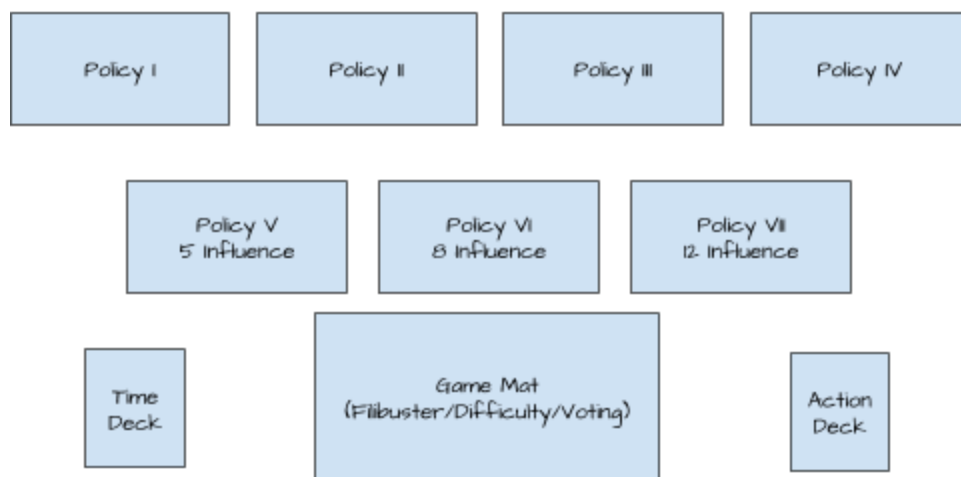 Policy I
Policy II
Policy III
Policy IV
Policy V
5 Influence
Policy VI
8 Influence
Policy VII
12 Influence
Time
Deck
Game Mat
(Filibuster/Difficulty/Voting)
Action
Deck